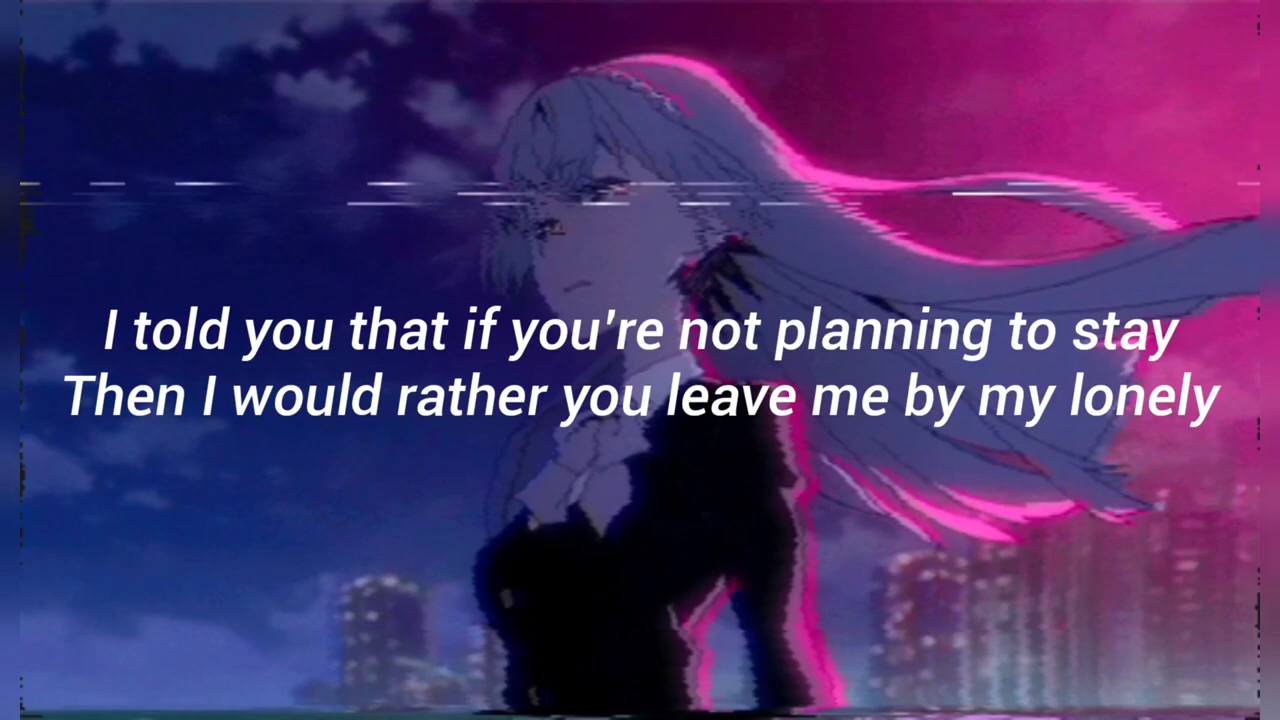 I told you that if you're not planning to stay
Then I would rather you leave me by my lonely